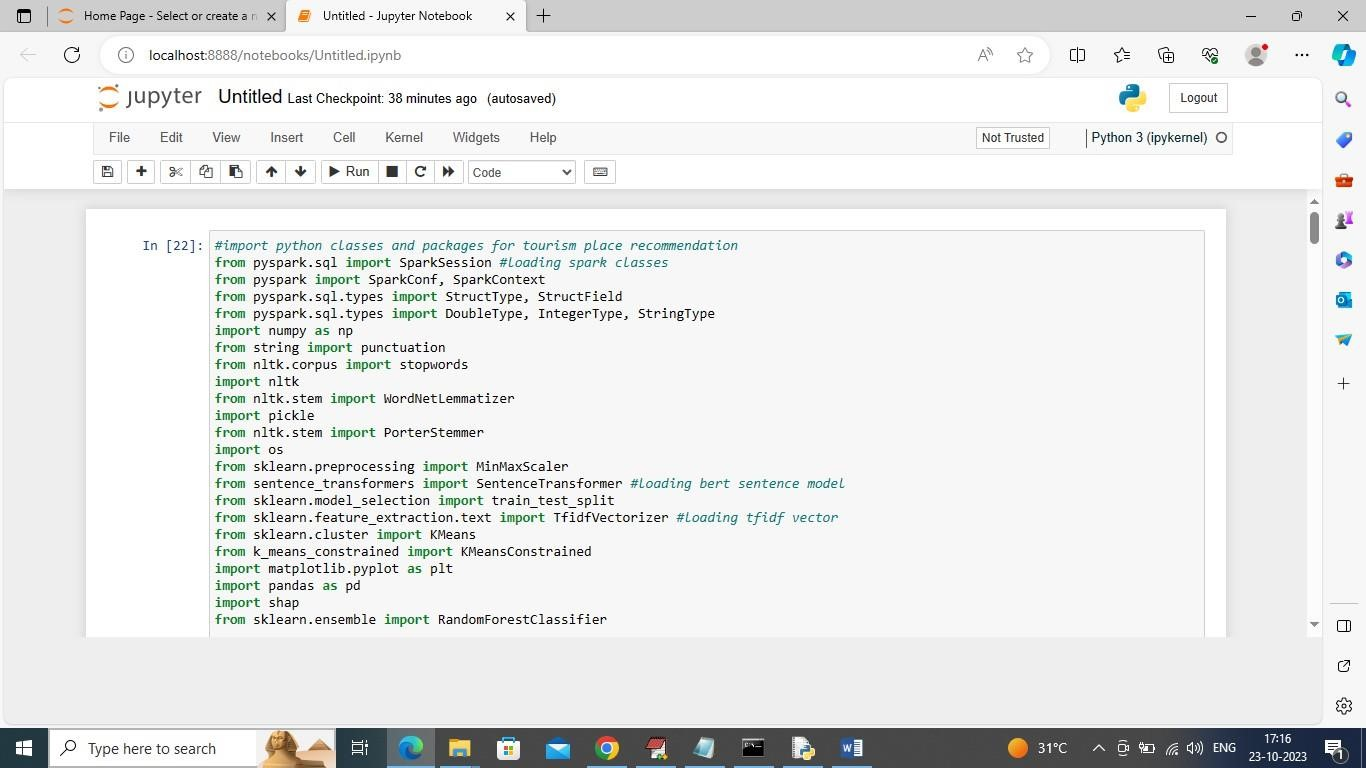 Home Page - Select or create a n
Untitled - Jupyter Notebook
localhost:8888/notebooks/Untitled.ipynb
jupyter Untitled Last Checkpoint: 38 minutes ago (autosaved)
Logout
File Edit View Insert Cell Kernel Widgets Help
Not Trusted
Python 3 (ipykernel)
Run
Code
In [22]:
#import python classes and packages for tourism place recommendation
from pyspark.sql import SparkSession #loading spark classes
from pyspark import SparkConf, SparkContext
from pyspark.sql.types import StructType, StructField
from pyspark.sql.types import DoubleType, IntegerType, StringType
import numpy as np
from string import punctuation
from nltk.corpus import stopwords
import nltk
from nltk.stem import WordNetLemmatizer
import pickle
from nltk.stem import PorterStemmer
import os
from sklearn.preprocessing import MinMaxScaler
from sentence_transformers import SentenceTransformer #loading bert sentence model
from sklearn.model_selection import train_test_split
from sklearn.feature_extraction.text import TfidfVectorizer #loading tfidf vector
from sklearn.cluster import KMeans
from k_means_constrained import KMeansConstrained
import matplotlib.pyplot as plt
import pandas as pd
import shap
from sklearn.ensemble import RandomForestClassifier
Type here to search
31°C
ENG
17:16
23-10-2023
1